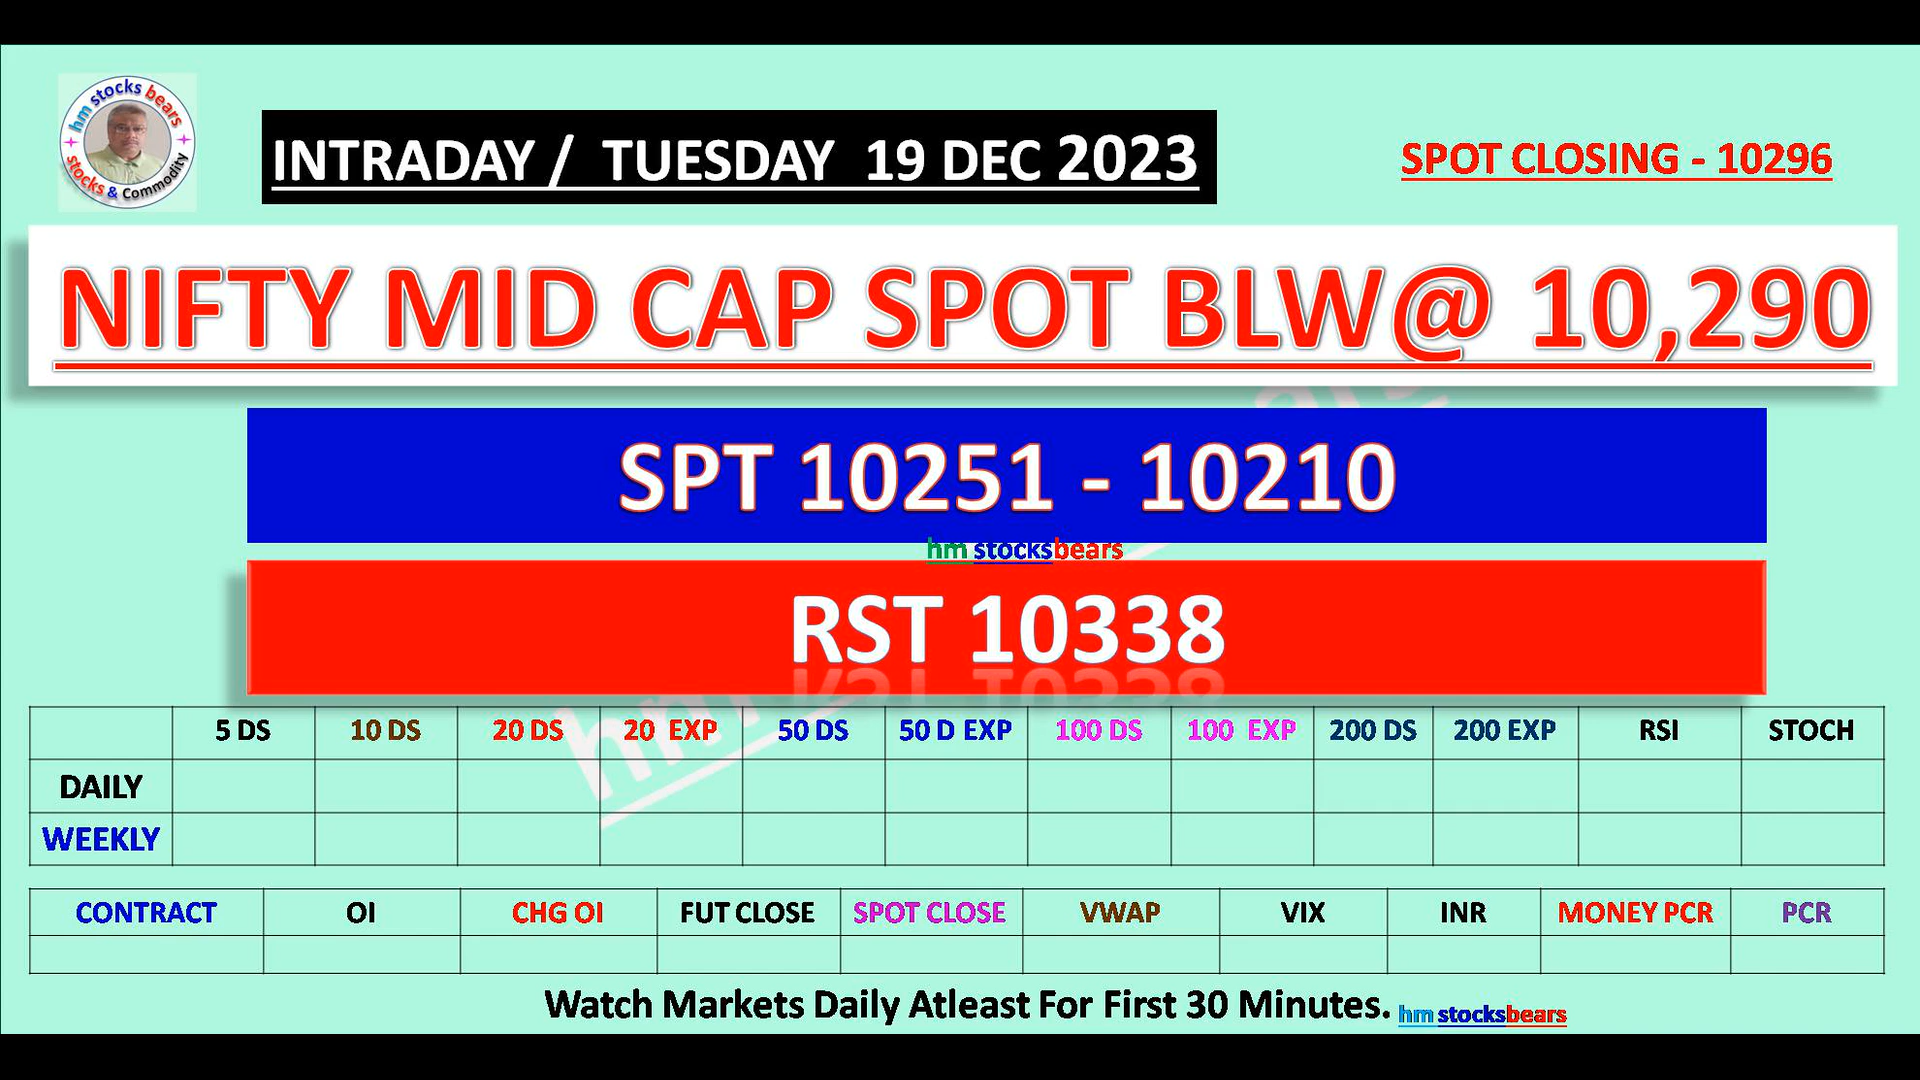 hm stocks bears
stocks & Commodity
INTRADAY / TUESDAY 19 DEC 2023
SPOT CLOSING - 10296
NIFTY MID CAP SPOT BLW@ 10,290
SPT 10251 - 10210
hm stocksbears
RST 10338
5 DS 10 DS 20 DS 20 EXP 50 DS 50 D EXP 100 DS 100 EXP 200 DS 200 EXP RSI STOCH
DAILY
WEEKLY
CONTRACT OI CHG OI FUT CLOSE SPOT CLOSE VWAP VIX INR MONEY PCR PCR
Watch Markets Daily Atleast For First 30 Minutes. hm stocksbears